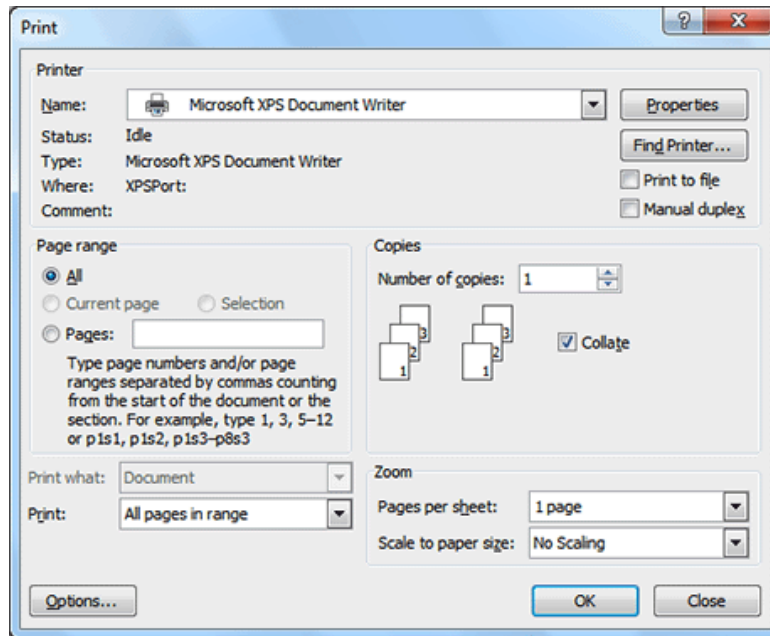 Print
?
Printer
Name: Microsoft XPS Document Writer
Properties
Status: Idle
Find Printer...
Type: Microsoft XPS Document Writer
Where: XPSPort:
Print to file
Comment:
Manual duplex
Page range
All
Current page Selection
Pages:
Type page numbers and/or page
ranges separated by commas counting
from the start of the document or the
section. For example, type 1, 3, 5–12
or p1s1, p1s2, p1s3–p8s3
Copies
Number of copies: 1
3 3
2 2
1 1
Collate
Print what: Document
Print: All pages in range
Zoom
Pages per sheet: 1 page
Scale to paper size: No Scaling
Options... OK Close